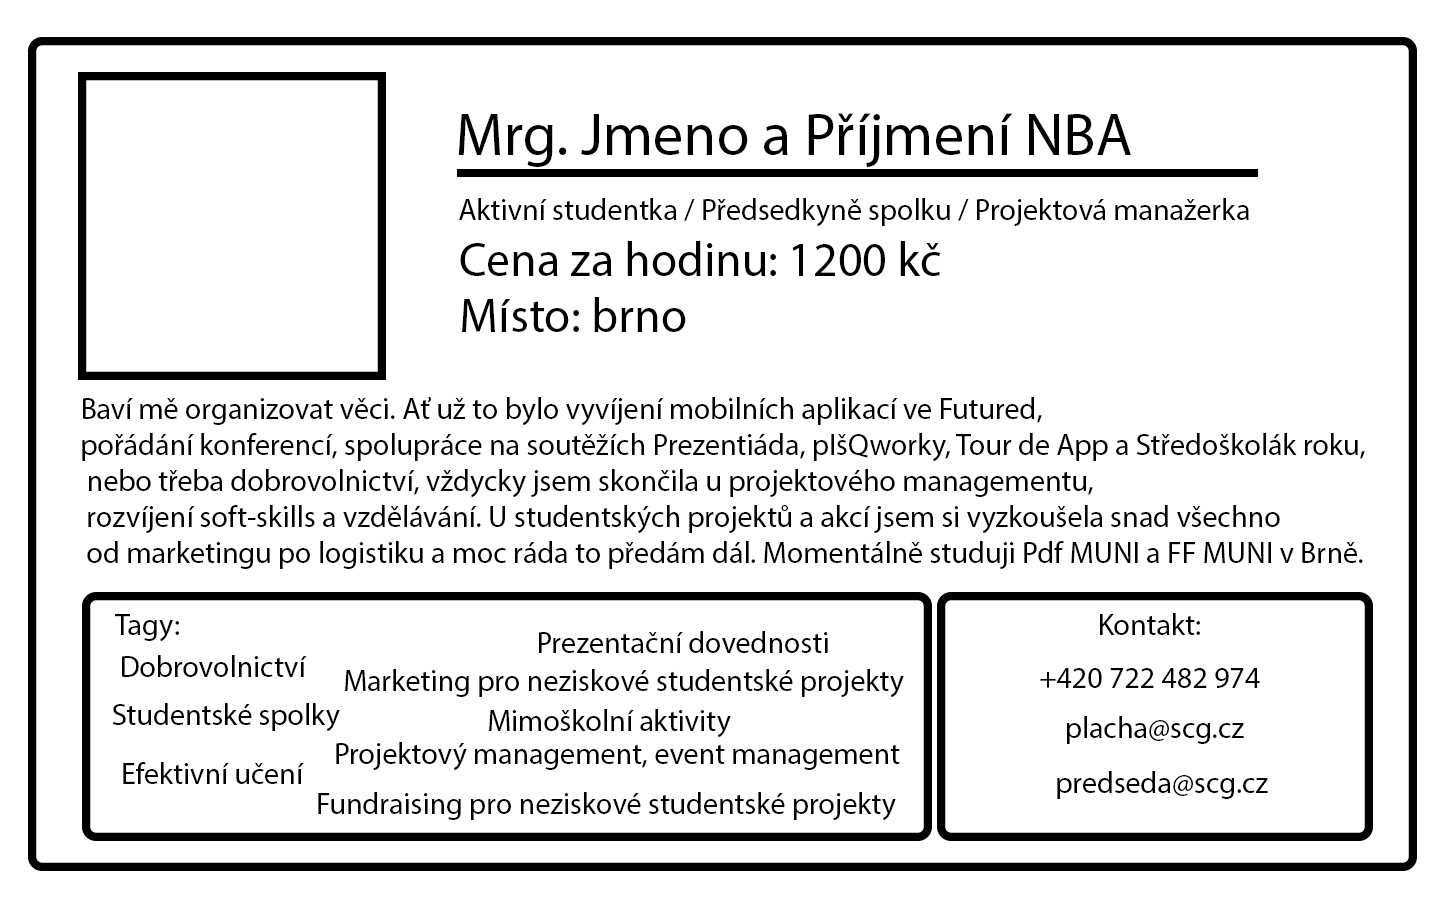 Mrg. Jmeno a Příjmení NBA
Aktivní studentka / Předsedkyně spolku / Projektová manažerka
Cena za hodinu: 1200 kč
Místo: brno
Baví mě organizovat věci. Ať už to bylo vyvíjení mobilních aplikací ve Futured,
pořádání konferencí, spolupráce na soutěžích Prezentiáda, pIšQworky, Tour de App a Středoškolák roku,
nebo třeba dobrovolnictví, vždycky jsem skončila u projektového managementu,
rozvíjení soft-skills a vzdělávání. U studentských projektů a akcí jsem si vyzkoušela snad všechno
od marketingu po logistiku a moc ráda to předám dál. Momentálně studuji Pdf MUNI a FF MUNI v Brně.
Tagy:
Dobrovolnictví
Studentské spolky
Efektivní učení
Prezentační dovednosti
Marketing pro neziskové studentské projekty
Mimoškolní aktivity
Projektový management, event management
Fundraising pro neziskové studentské projekty
Kontakt:
+420 722 482 974
placha@scg.cz
predseda@scg.cz